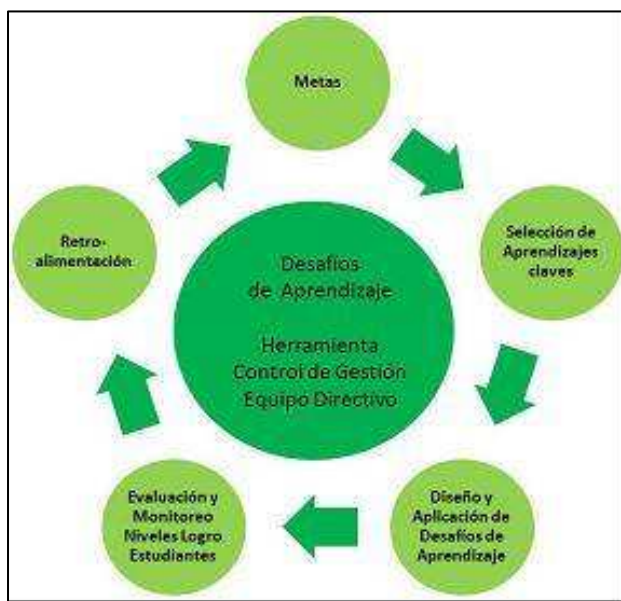 Metas
Selección de
Aprendizajes
claves
Diseño y
Aplicación de
Desafíos de
Aprendizaje
Evaluación y
Monitoreo
Niveles Logro
Estudiantes
Retro-
alimentación
Desafíos
de Aprendizaje
Herramienta
Control de Gestión
Equipo Directivo